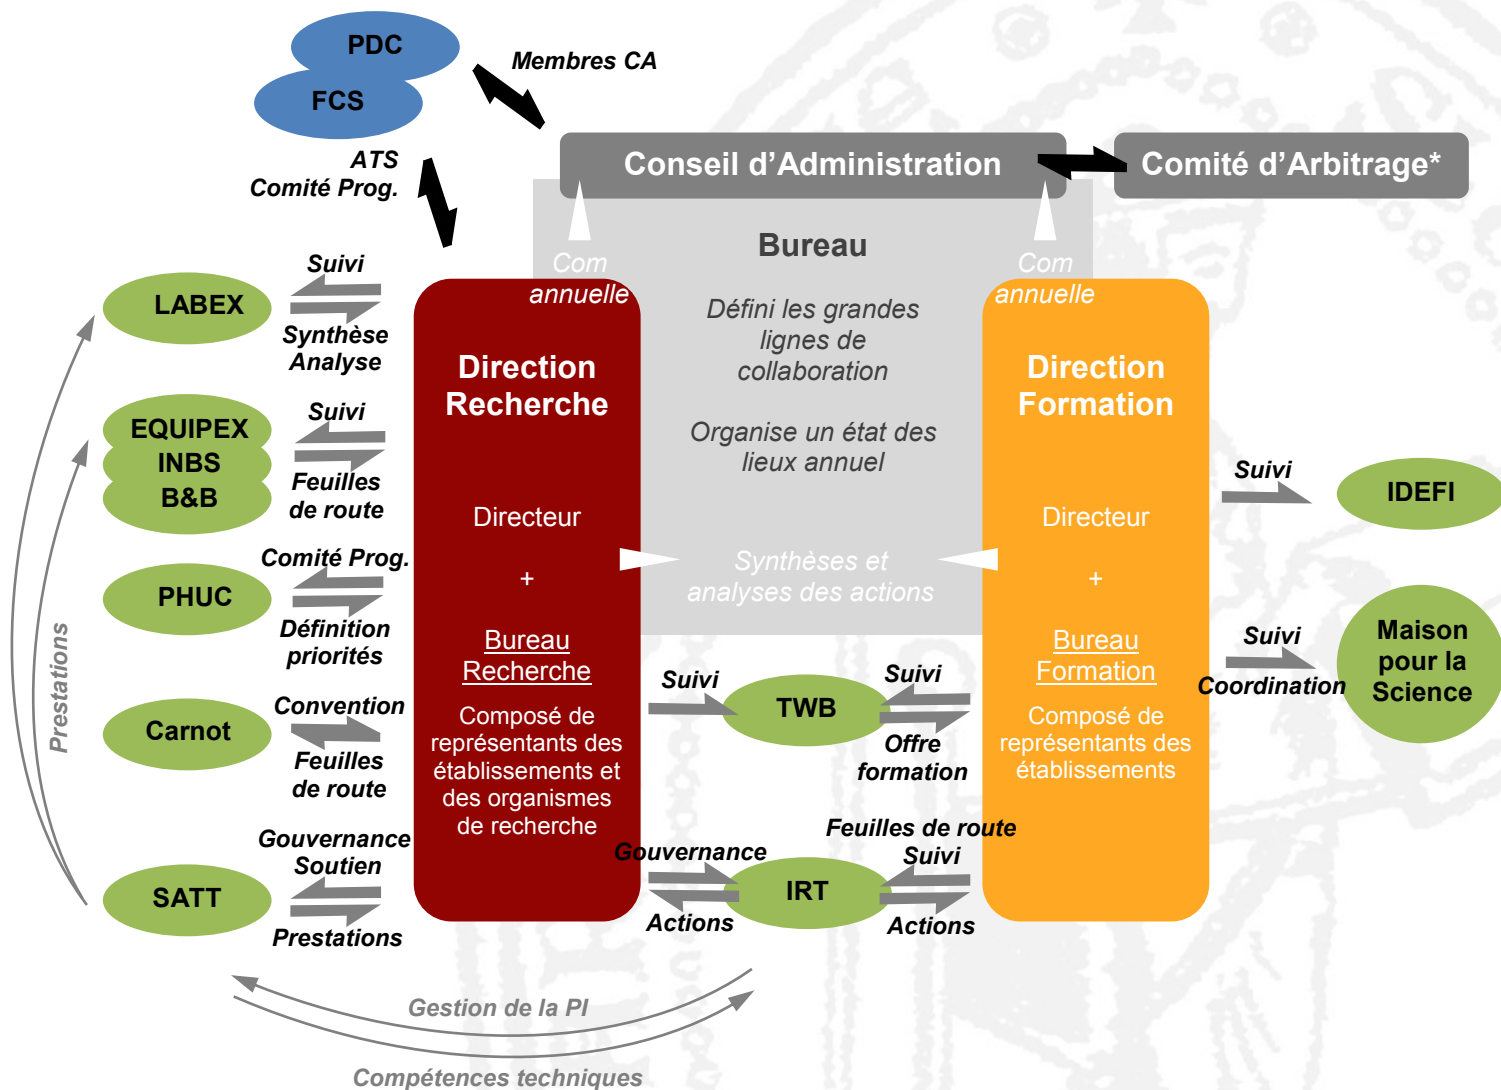 PDC
FCS
Membres CA
ATS
Comité Prog.
Conseil d’Administration
Comité d’Arbitrage*
Bureau
Com
annuelle
Com
annuelle
Défini les grandes
lignes de
collaboration
Organise un état des
lieux annuel
Synthèses et
analyses des actions
LABEX
Suivi
Synthèse
Analyse
EQUIPEX
INBS
B&B
Suivi
Feuilles
de route
PHUC
Comité Prog.
Définition
priorités
Carnot
Convention
Feuilles
de route
SATT
Gouvernance
Soutien
Prestations
Prestations
Direction
Recherche
Directeur
+
Bureau
Recherche
Composé de
représentants des
établissements et
des organismes
de recherche
Suivi
TWB
Suivi
Offre
formation
Gouvernance
Actions
IRT
Feuilles de route
Suivi
Actions
Direction
Formation
Directeur
+
Bureau
Formation
Composé de
représentants des
établissements
Suivi
IDEFI
Suivi
Coordination
Maison
pour la
Science
Gestion de la PI
Compétences techniques